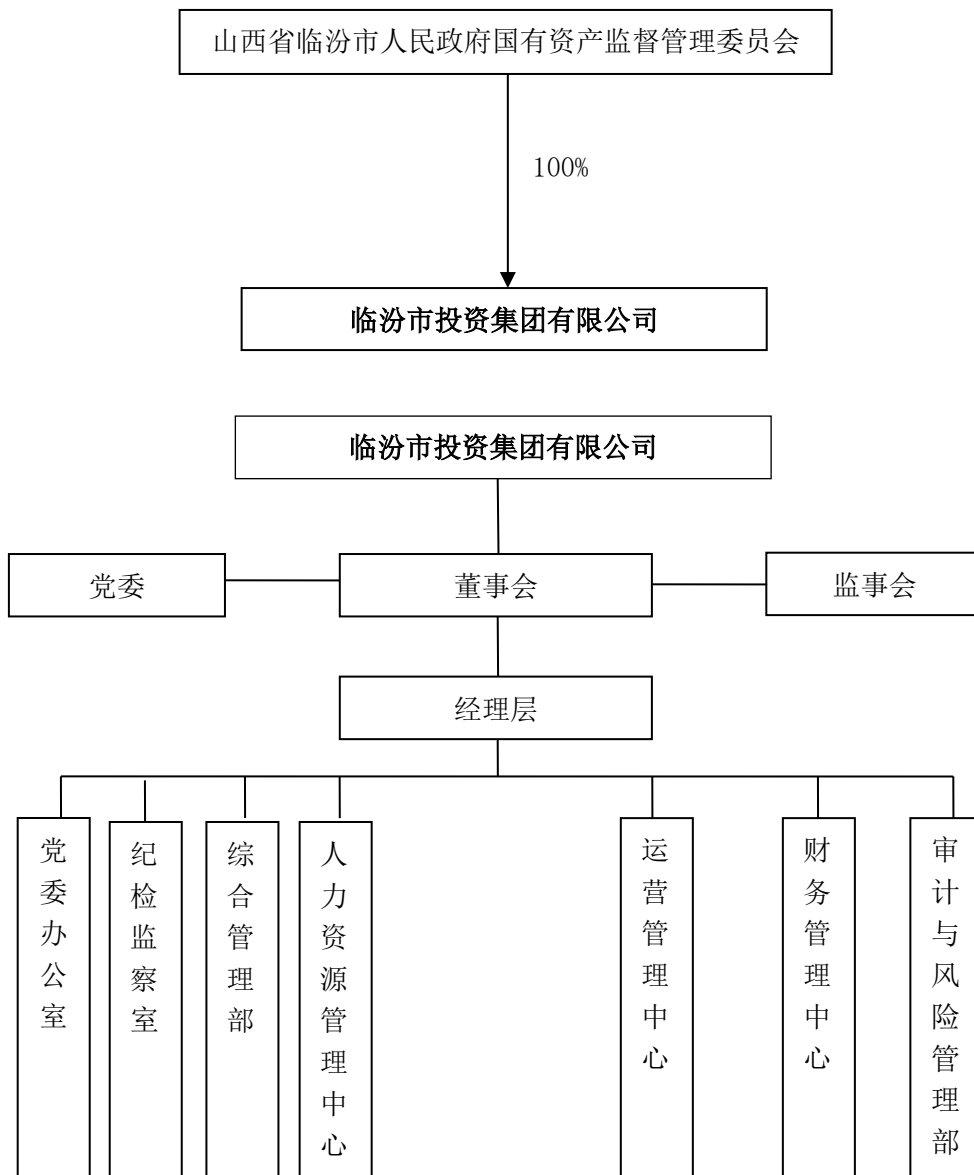 山西省临汾市人民政府国有资产监督管理委员会
100%
临汾市投资集团有限公司
临汾市投资集团有限公司
党委
董事会
监事会
经理层
党委办公室
纪检监察室
综合管理部
人力资源管理中心
运营管理中心
财务管理中心
审计与风险管理部